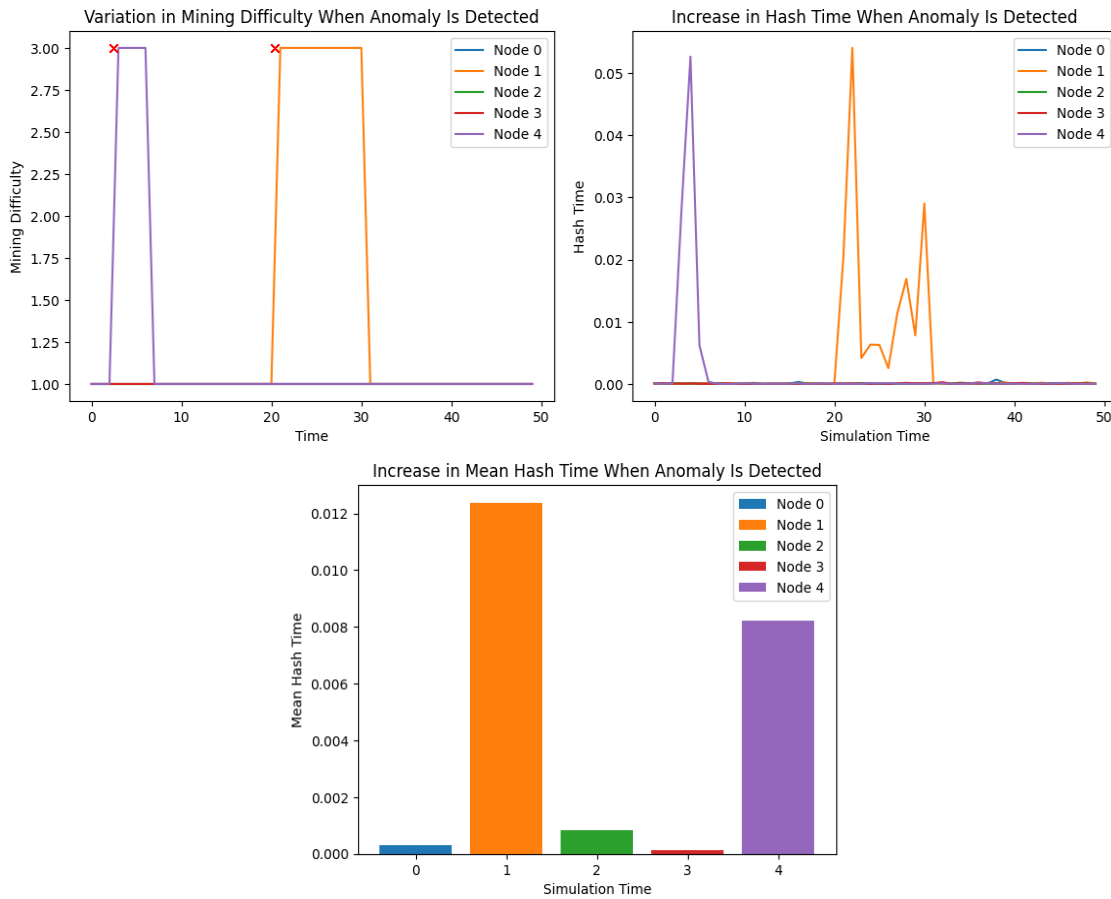 Variation in Mining Difficulty When Anomaly Is Detected
3.00
2.75
2.50
2.25
2.00
1.75
1.50
1.25
1.00
Mining Difficulty
0 10 20 30 40 50
Time
Node 0
Node 1
Node 2
Node 3
Node 4
Increase in Hash Time When Anomaly Is Detected
0.05
0.04
0.03
0.02
0.01
0.00
Hash Time
0 10 20 30 40 50
Simulation Time
Node 0
Node 1
Node 2
Node 3
Node 4
Increase in Mean Hash Time When Anomaly Is Detected
0.012
0.010
0.008
0.006
0.004
0.002
0.000
Mean Hash Time
0 1 2 3 4
Simulation Time
Node 0
Node 1
Node 2
Node 3
Node 4